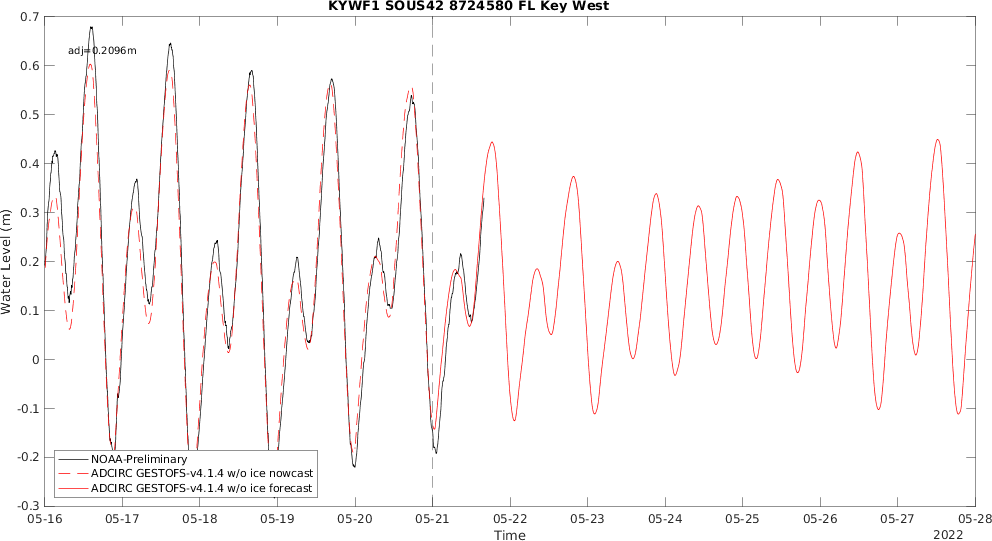 KYWF1 SOUS42 8724580 FL Key West
0.7
adj=0.2096m
0.6
0.5
0.4
0.3
0.2
0.1
0
-0.1
-0.2
-0.3
Water Level (m)
NOAA-Preliminary
ADCIRC GESTOFS-v4.1.4 w/o ice nowcast
ADCIRC GESTOFS-v4.1.4 w/o ice forecast
05-16 05-17 05-18 05-19 05-20 05-21 05-22 05-23 05-24 05-25 05-26 05-27 05-28
Time
2022